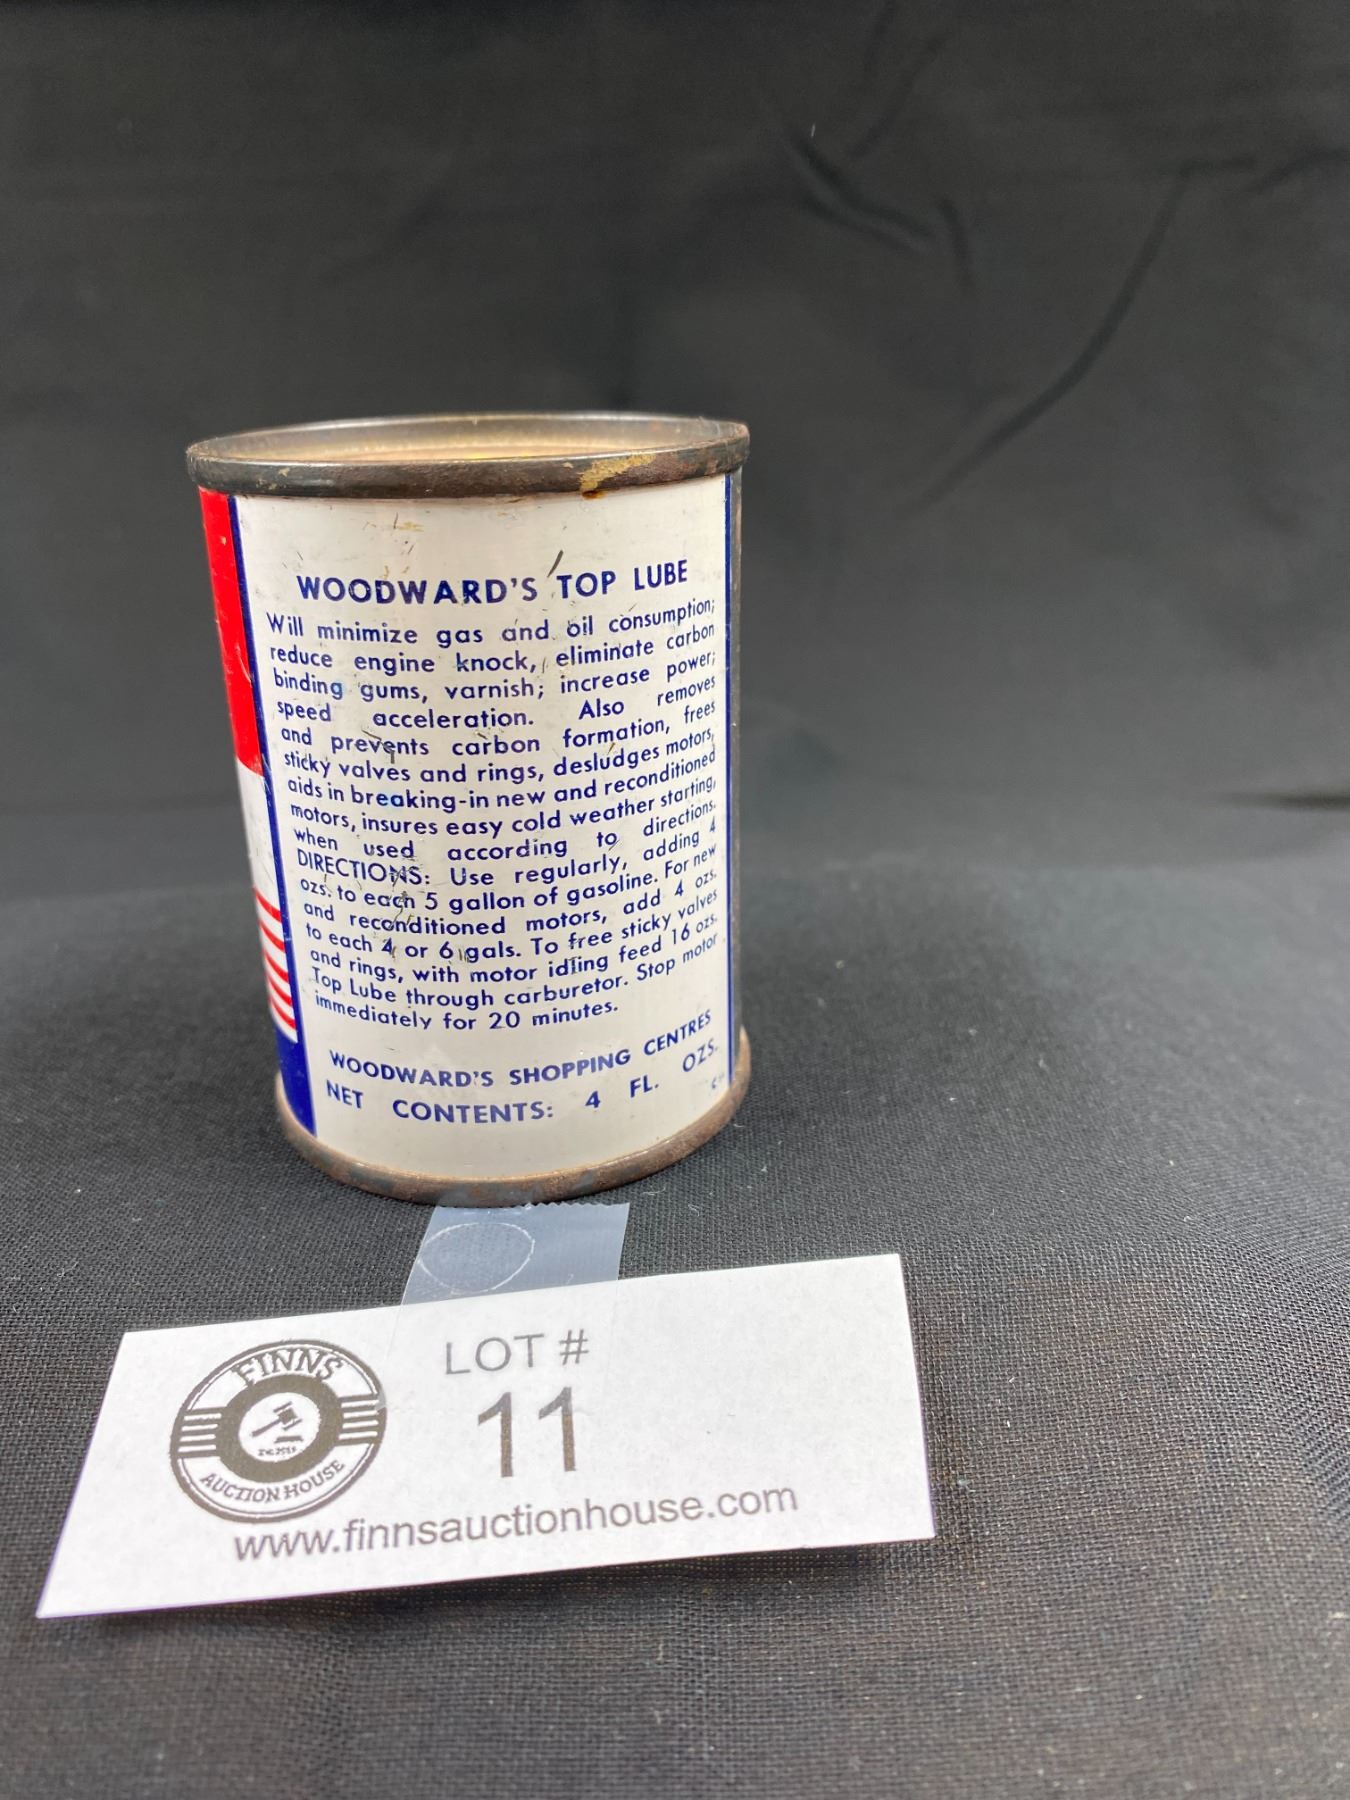 WOODWARD'S TOP LUBE
Will minimize gas and oil consumption;
reduce engine knock, eliminate carbon
binding gums, varnish; increase power;
speed acceleration. Also removes
and prevents carbon formation, frees
sticky valves and rings, desludges motors,
aids in breaking-in new and reconditioned
motors, insures easy cold weather starting,
when used according to directions.
DIRECTIONS: Use regularly, adding 4
ozs. to each 5 gallon of gasoline. For new
and reconditioned motors, add 4 ozs.
to each 4 or 6 gals. To free sticky valves
and rings, with motor idling feed 16 ozs.
Top Lube through carburetor. Stop motor
immediately for 20 minutes.
WOODWARD'S SHOPPING CENTRES
NET CONTENTS: 4 FL. OZS.
FINNS
AUCTION HOUSE
LOT #
11
www.finnsauctionhouse.com